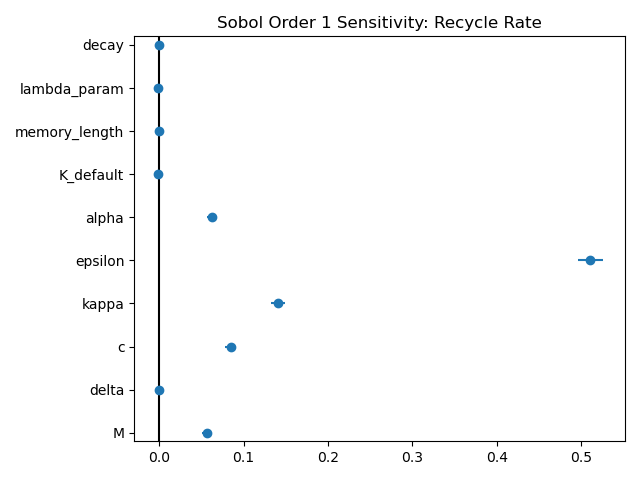 Sobol Order 1 Sensitivity: Recycle Rate
decay
lambda_param
memory_length
K_default
alpha
epsilon
kappa
c
delta
M
0.0 0.1 0.2 0.3 0.4 0.5